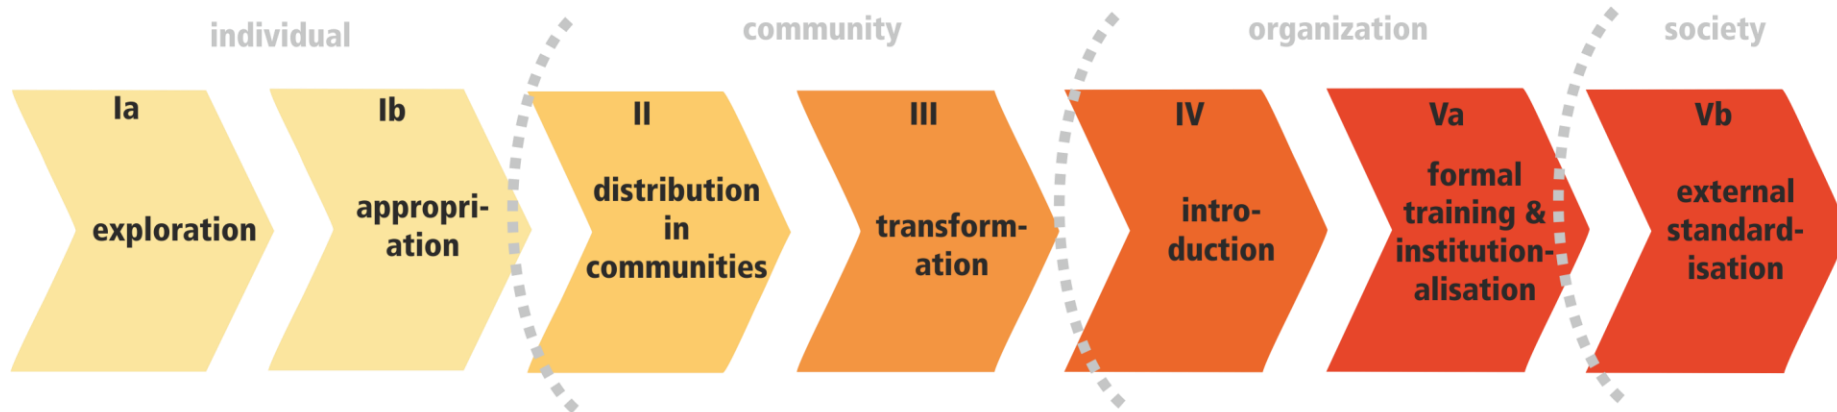 individual
community
organization
society
Ia
exploration
Ib
appropri-
ation
II
distribution
in
communities
III
transform-
ation
IV
intro-
duction
Va
formal
training &
institution-
alisation
Vb
external
standard-
isation